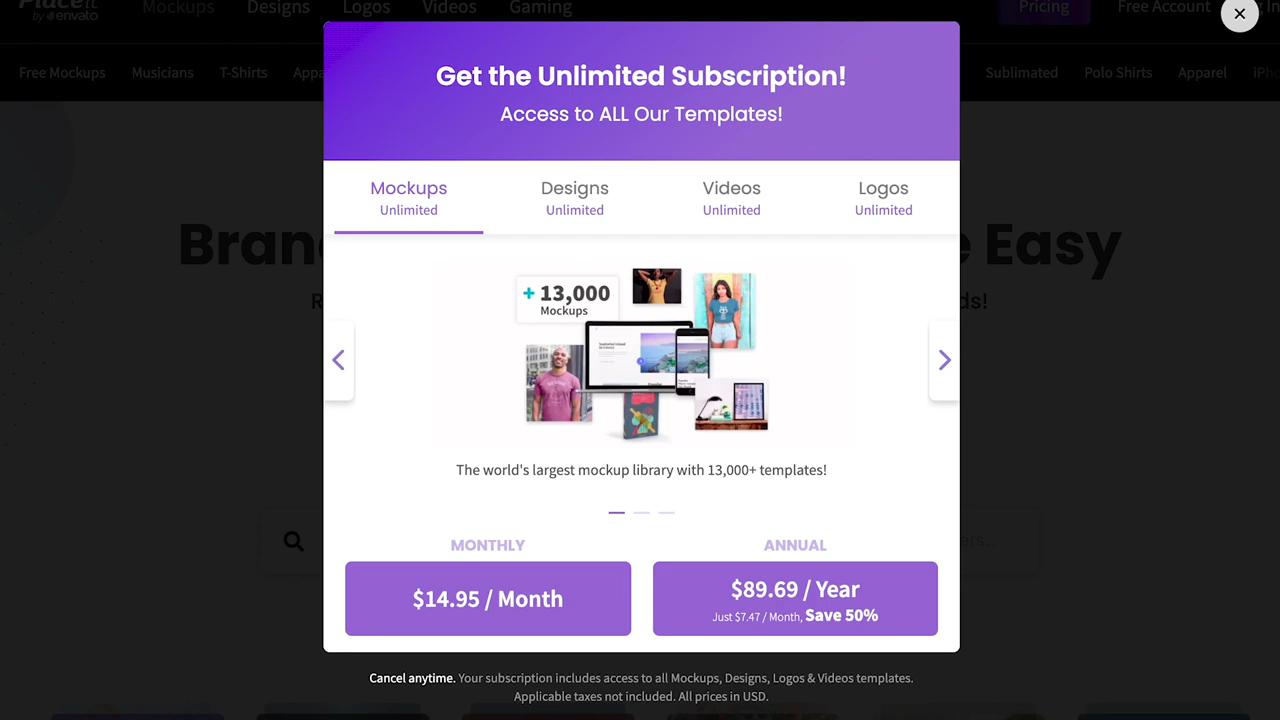 Placeit
by envato
Mockups Designs Logos Videos Gaming Pricing Free Account
Free Mockups Musicians T-Shirts Sublimated Polo Shirts Apparel
Get the Unlimited Subscription!
Access to ALL Our Templates!
Mockups Designs Videos Logos
Unlimited Unlimited Unlimited Unlimited
Easy
+ 13,000
Mockups
The world's largest mockup library with 13,000+ templates!
MONTHLY ANNUAL
$14.95 / Month
$89.69 / Year
Just $7.47 / Month, Save 50%
Cancel anytime. Your subscription includes access to all Mockups, Designs, Logos & Videos templates.
Applicable taxes not included. All prices in USD.